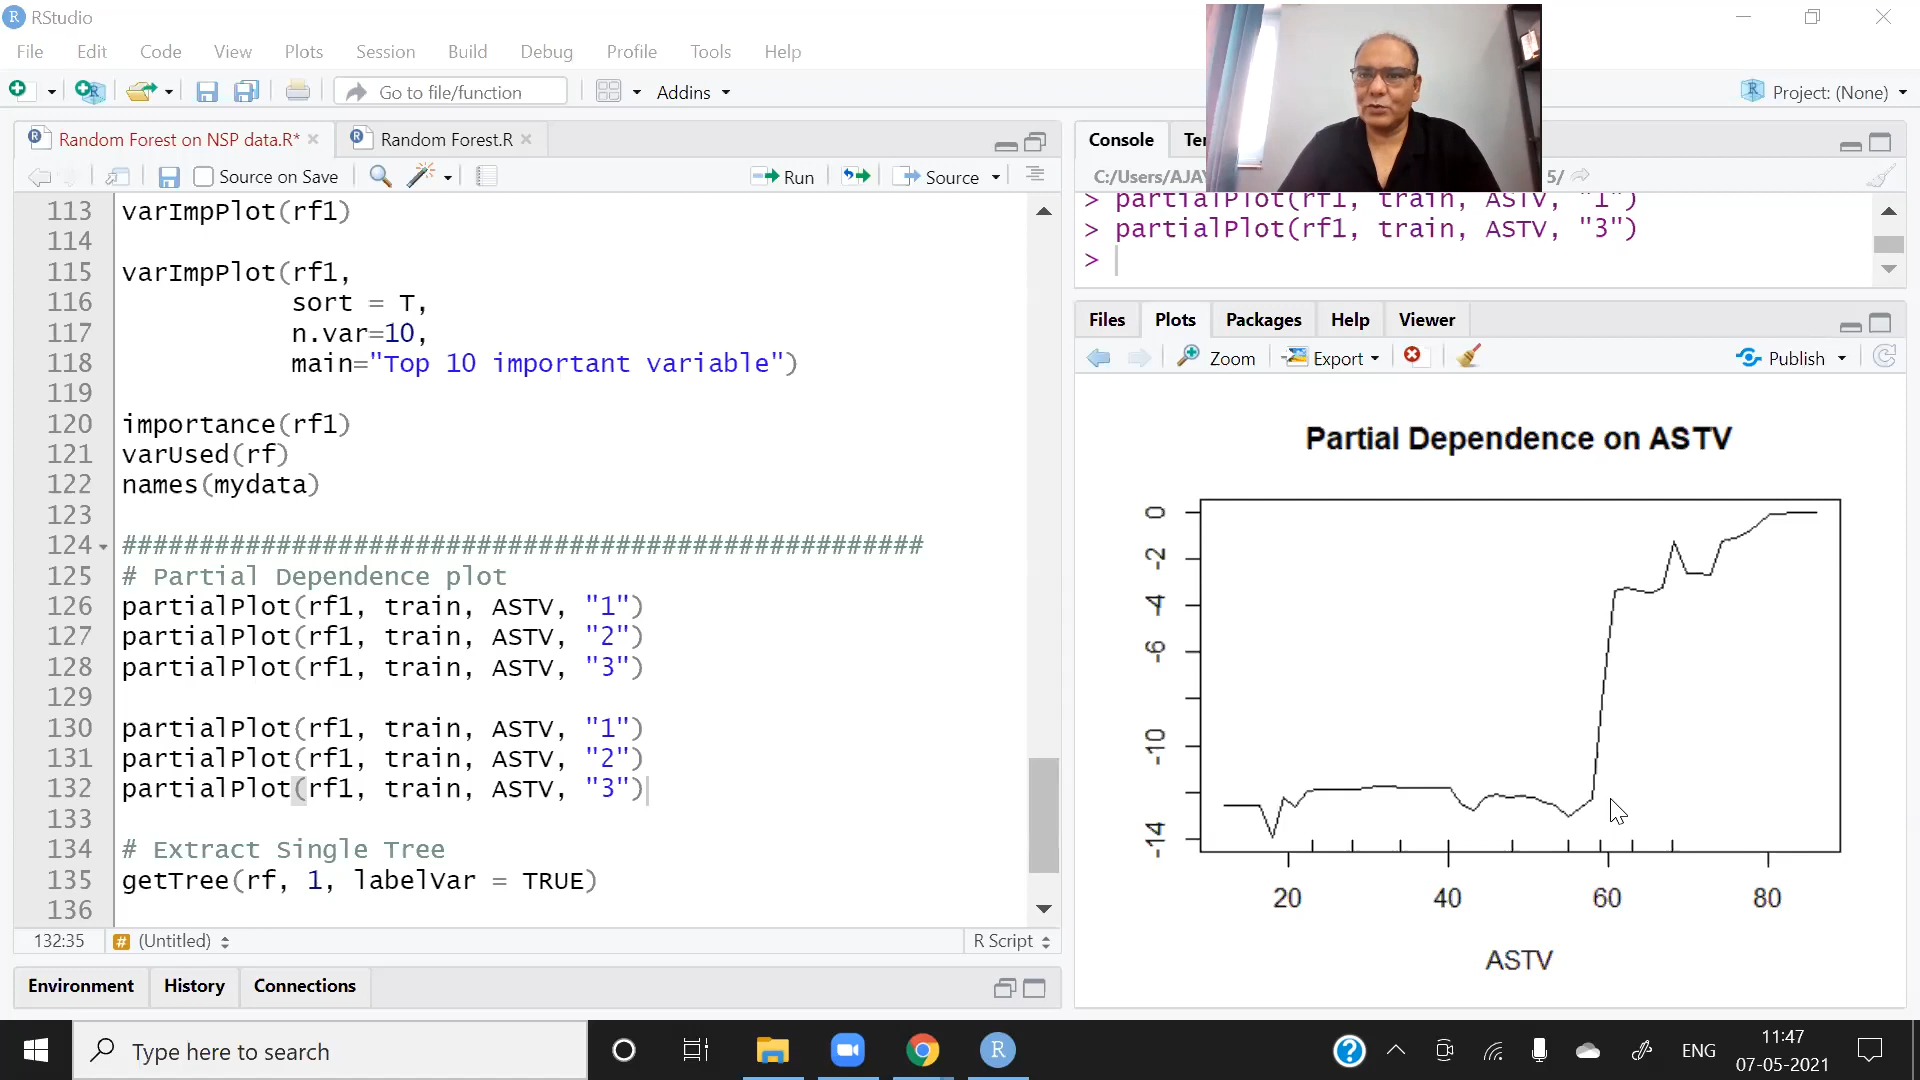 RStudio
File Edit Code View Plots Session Build Debug Profile Tools Help
Go to file/function Addins Project: (None)
Random Forest on NSP data.R* Random Forest.R
Source on Save Run Source
113 varImpPlot(rf1)
114
115 varImpPlot(rf1,
116 sort = T,
117 n.var=10,
118 main="Top 10 important variable")
119
120 importance(rf1)
121 varUsed(rf)
122 names(mydata)
123
124 ####################################################
125 # Partial Dependence plot
126 partialPlot(rf1, train, ASTV, "1")
127 partialPlot(rf1, train, ASTV, "2")
128 partialPlot(rf1, train, ASTV, "3")
129
130 partialPlot(rf1, train, ASTV, "1")
131 partialPlot(rf1, train, ASTV, "2")
132 partialPlot(rf1, train, ASTV, "3")
133
134 # Extract Single Tree
135 getTree(rf, 1, labelVar = TRUE)
136
132:35 # (Untitled) R Script
Environment History Connections
Console
5/
> partialPlot(rf1, train, ASTV, "1")
> partialPlot(rf1, train, ASTV, "3")
>
Files Plots Packages Help Viewer
Zoom Export Publish
Partial Dependence on ASTV
0
-2
-4
-6
-10
-14
20 40 60 80
ASTV
Type here to search
ENG
11:47
07-05-2021